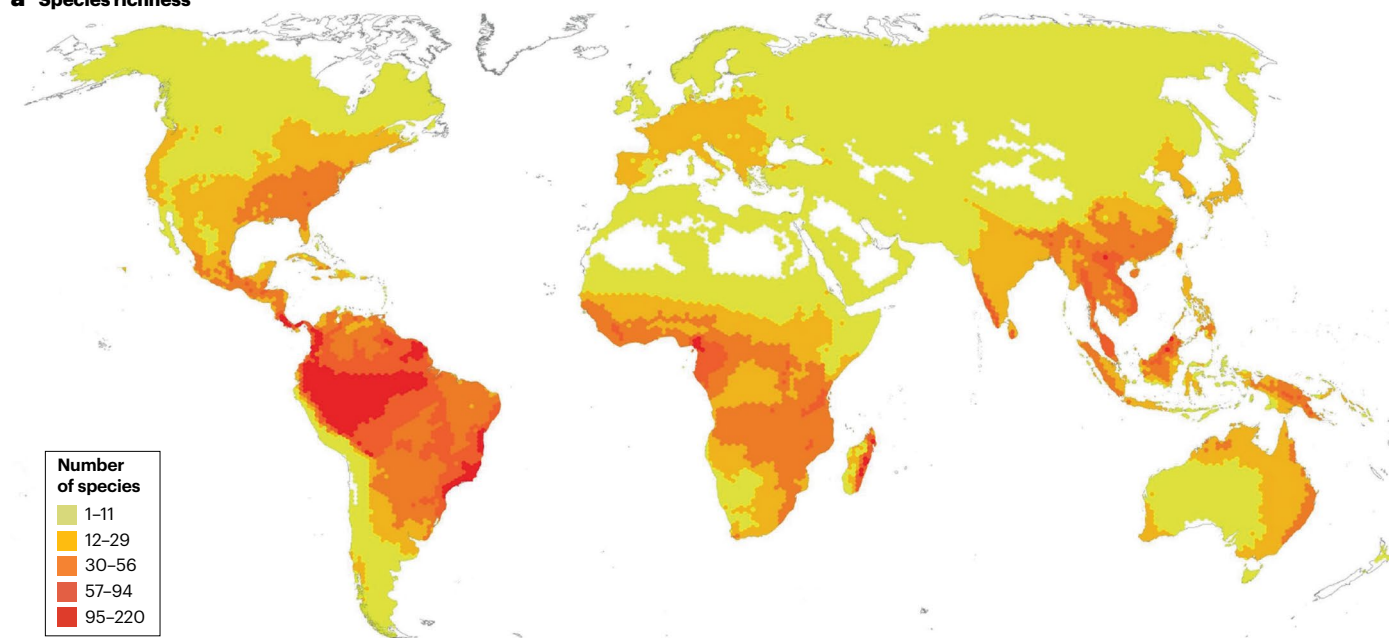 a Species richness
Number
of species
1–11
12–29
30–56
57–94
95–220